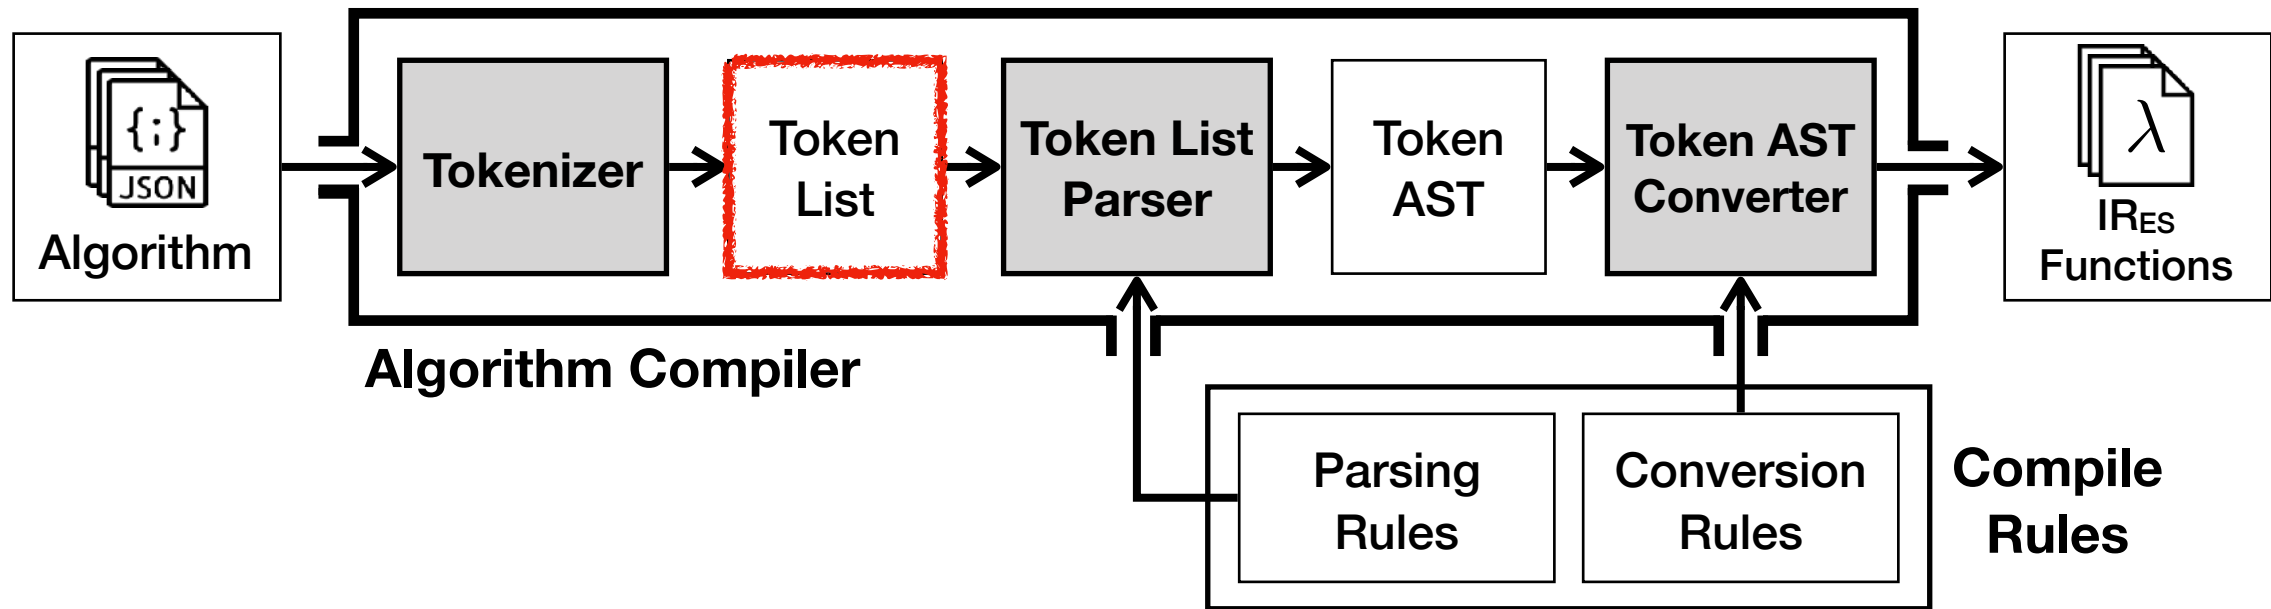 {;}
JSON
Algorithm
Tokenizer
Token
List
Token List
Parser
Token
AST
Token AST
Converter
λ
IRES
Functions
Algorithm Compiler
Parsing
Rules
Conversion
Rules
Compile
Rules